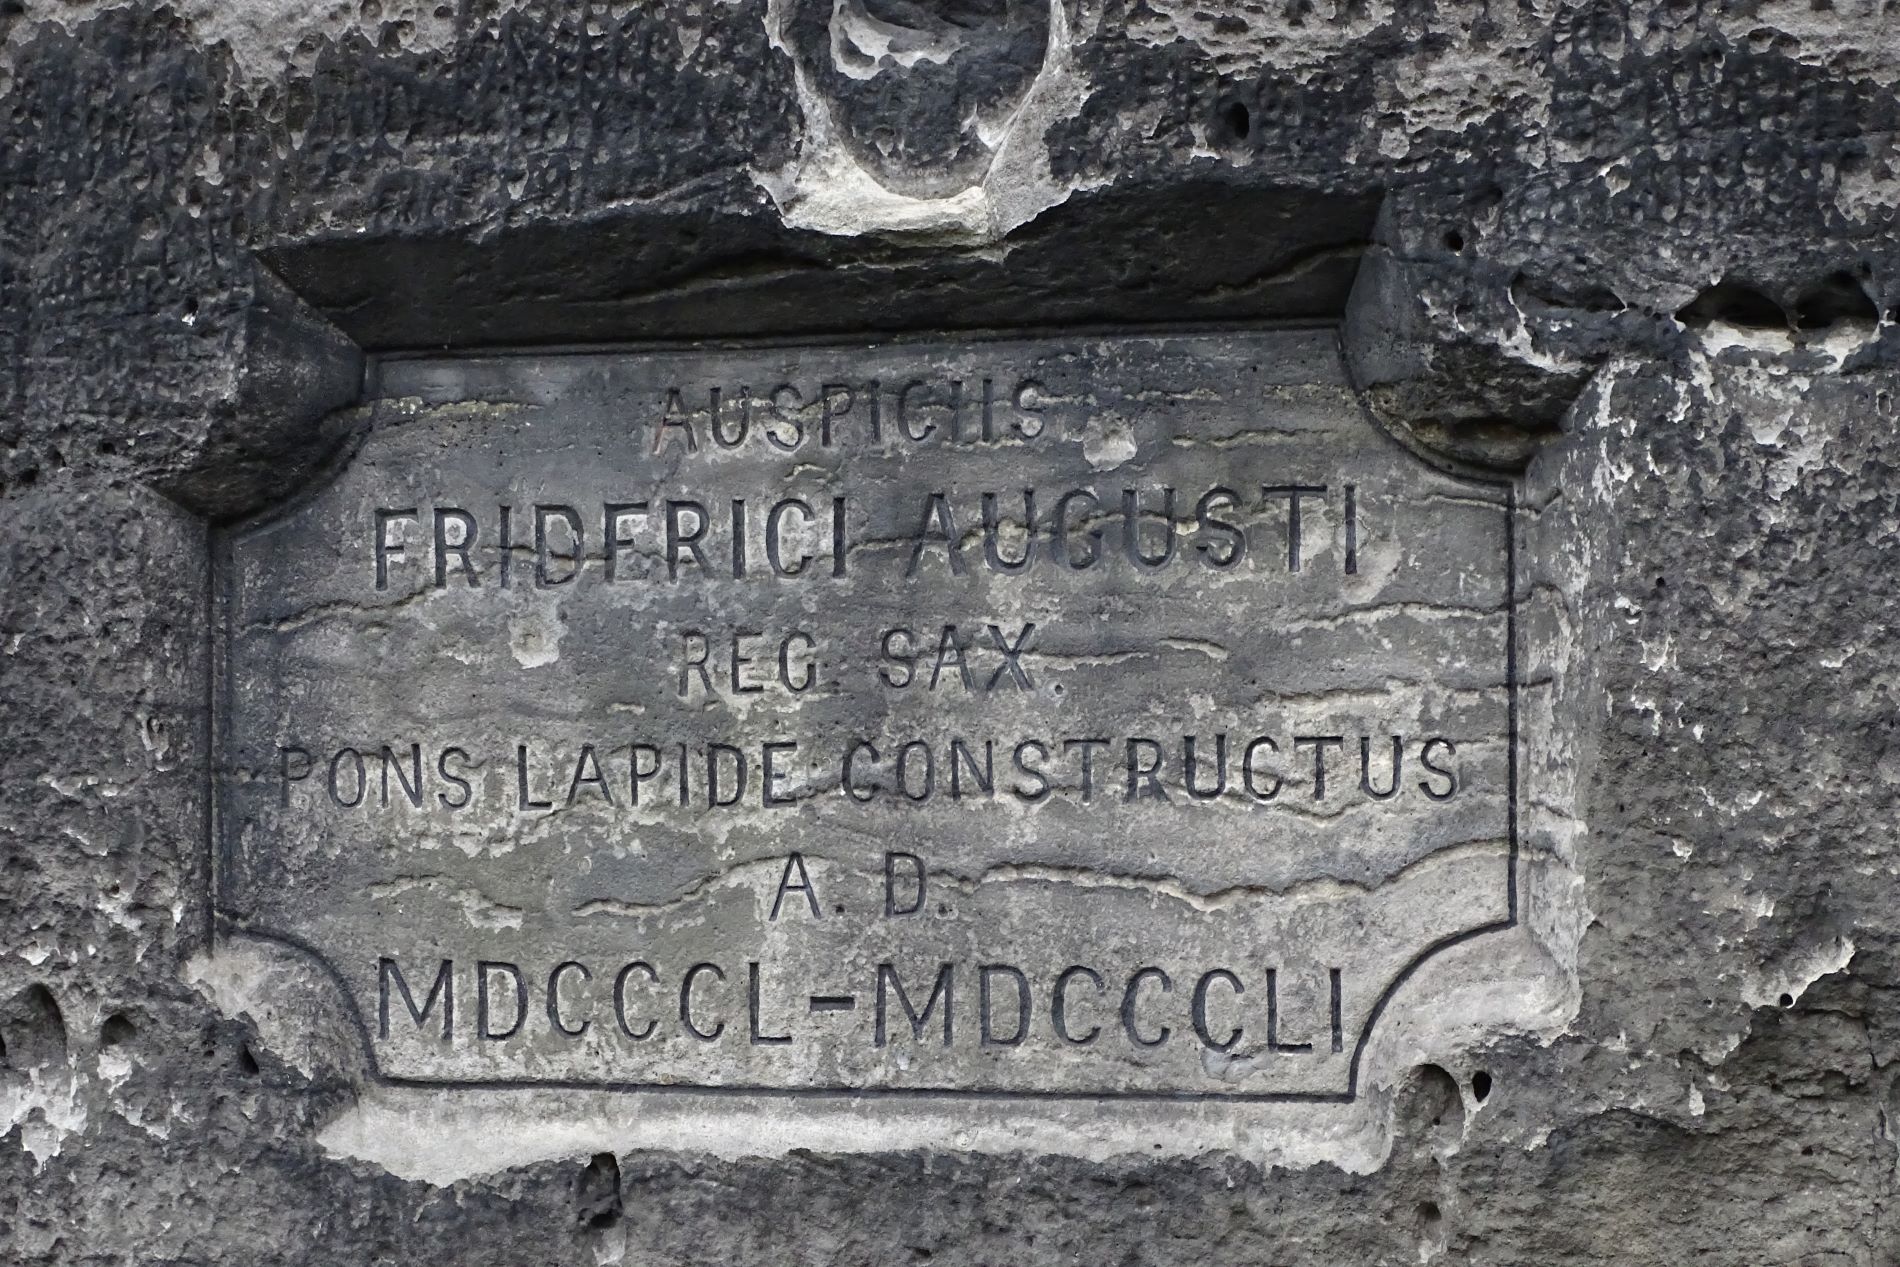 AUSPICIIS
FRIDERICI AUGUSTI
REG. SAX.
PONS LAPIDE CONSTRUCTUS
A. D.
MDCCCL-MDCCCLI